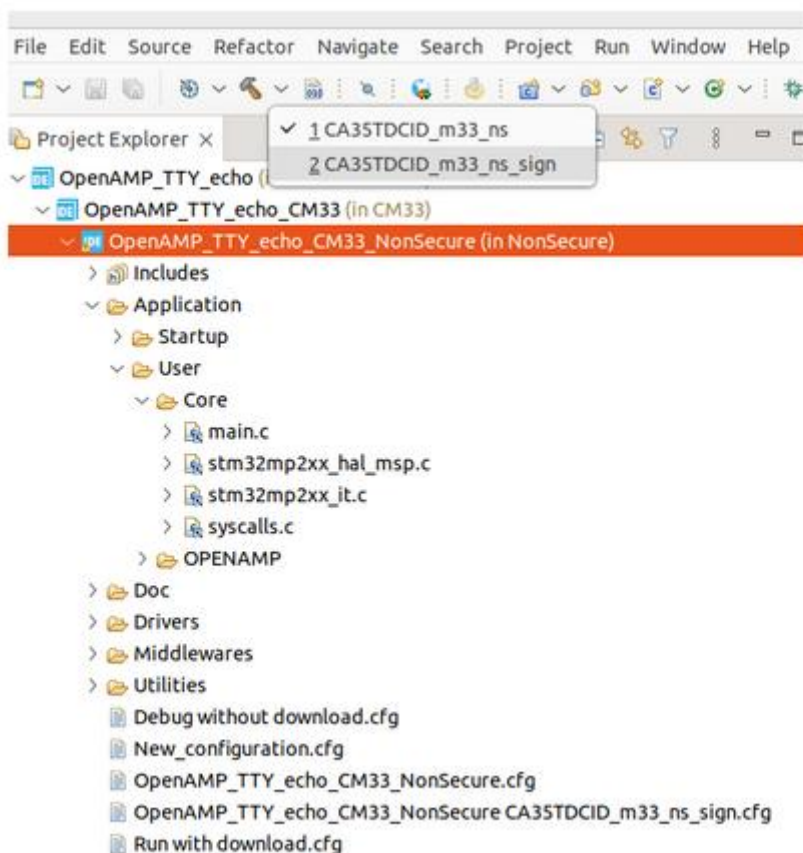 File Edit Source Refactor Navigate Search Project Run Window Help
1 CA35TDCID_m33_ns
2 CA35TDCID_m33_ns_sign
Project Explorer
OpenAMP_TTY_echo (i
OpenAMP_TTY_echo_CM33 (in CM33)
OpenAMP_TTY_echo_CM33_NonSecure (in NonSecure)
Includes
Application
Startup
User
Core
main.c
stm32mp2xx_hal_msp.c
stm32mp2xx_it.c
syscalls.c
OPENAMP
Doc
Drivers
Middlewares
Utilities
Debug without download.cfg
New_configuration.cfg
OpenAMP_TTY_echo_CM33_NonSecure.cfg
OpenAMP_TTY_echo_CM33_NonSecure CA35TDCID_m33_ns_sign.cfg
Run with download.cfg